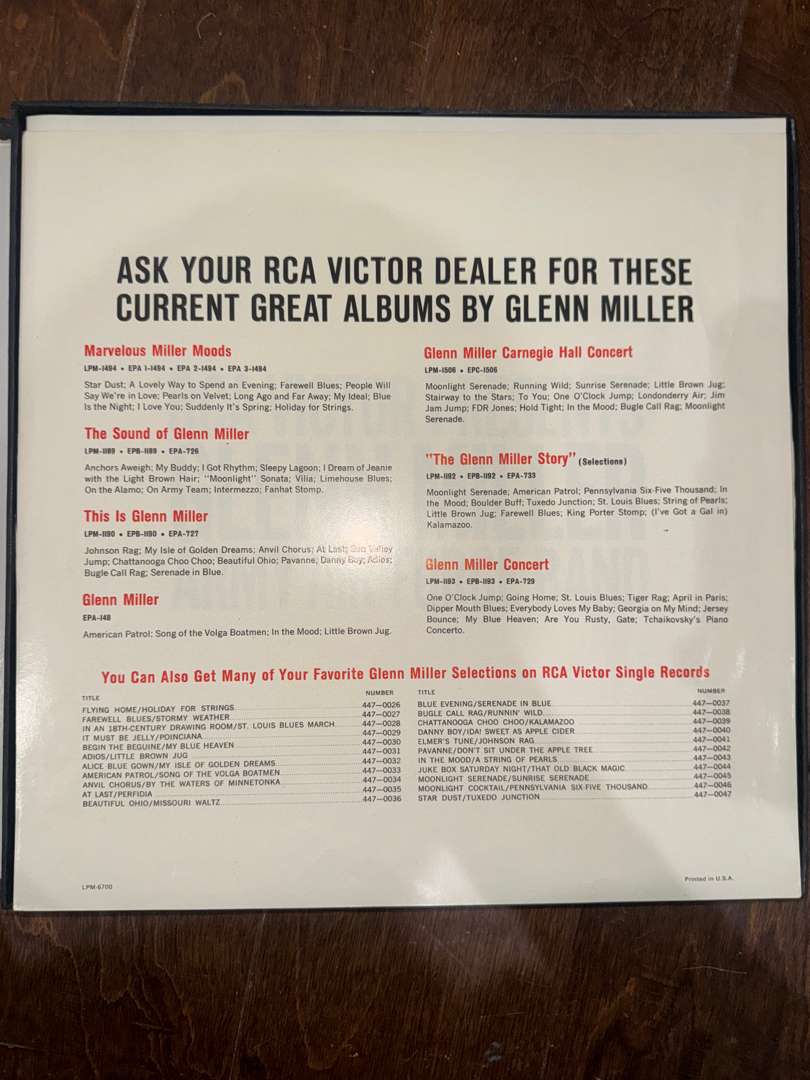 ASK YOUR RCA VICTOR DEALER FOR THESE
CURRENT GREAT ALBUMS BY GLENN MILLER
Marvelous Miller Moods
LPM-1494 • EPA 1-1494 • EPA 2-1494 • EPA 3-1494
Star Dust; A Lovely Way to Spend an Evening; Farewell Blues; People Will
Say We're in Love; Pearls on Velvet; Long Ago and Far Away; My Ideal; Blue
Is the Night; I Love You; Suddenly It's Spring; Holiday for Strings.
The Sound of Glenn Miller
LPM-1189 • EPB-1189 • EPA-726
Anchors Aweigh; My Buddy; I Got Rhythm; Sleepy Lagoon; I Dream of Jeanie
with the Light Brown Hair; "Moonlight" Sonata; Vilia; Limehouse Blues;
On the Alamo; On Army Team; Intermezzo; Fanhat Stomp.
This Is Glenn Miller
LPM-1190 • EPB-1190 • EPA-727
Johnson Rag; My Isle of Golden Dreams; Anvil Chorus; At Last; Sun Valley
Jump; Chattanooga Choo Choo; Beautiful Ohio; Pavanne; Danny Boy; Adios;
Bugle Call Rag; Serenade in Blue.
Glenn Miller
EPA-148
American Patrol; Song of the Volga Boatmen; In the Mood; Little Brown Jug.
Glenn Miller Carnegie Hall Concert
LPM-1506 • EPC-1506
Moonlight Serenade; Running Wild; Sunrise Serenade; Little Brown Jug;
Stairway to the Stars; To You; One O'Clock Jump; Londonderry Air; Jim
Jam Jump; FDR Jones; Hold Tight; In the Mood; Bugle Call Rag; Moonlight
Serenade.
"The Glenn Miller Story" (Selections)
LPM-1192 • EPB-1192 • EPA-733
Moonlight Serenade; American Patrol; Pennsylvania Six-Five Thousand; In
the Mood; Boulder Buff; Tuxedo Junction; St. Louis Blues; String of Pearls;
Little Brown Jug; Farewell Blues; King Porter Stomp; (I've Got a Gal in)
Kalamazoo.
Glenn Miller Concert
LPM-1193 • EPB-1193 • EPA-729
One O'Clock Jump; Going Home; St. Louis Blues; Tiger Rag; April in Paris;
Dipper Mouth Blues; Everybody Loves My Baby; Georgia on My Mind; Jersey
Bounce; My Blue Heaven; Are You Rusty, Gate; Tchaikovsky's Piano
Concerto.
You Can Also Get Many of Your Favorite Glenn Miller Selections on RCA Victor Single Records
TITLE NUMBER
FLYING HOME/HOLIDAY FOR STRINGS 447—0026
FAREWELL BLUES/STORMY WEATHER 447—0027
IN AN 18TH-CENTURY DRAWING ROOM/ST. LOUIS BLUES MARCH 447—0028
IT MUST BE JELLY/POINCIANA 447—0029
BEGIN THE BEGUINE/MY BLUE HEAVEN 447—0030
ADIOS/LITTLE BROWN JUG 447—0031
ALICE BLUE GOWN/MY ISLE OF GOLDEN DREAMS 447—0032
AMERICAN PATROL/SONG OF THE VOLGA BOATMEN 447—0033
ANVIL CHORUS/BY THE WATERS OF MINNETONKA 447—0034
AT LAST/PERFIDIA 447—0035
BEAUTIFUL OHIO/MISSOURI WALTZ 447—0036
TITLE NUMBER
BLUE EVENING/SERENADE IN BLUE 447—0037
BUGLE CALL RAG/RUNNIN' WILD 447—0038
CHATTANOOGA CHOO CHOO/KALAMAZOO 447—0039
DANNY BOY/IDA! SWEET AS APPLE CIDER 447—0040
ELMER'S TUNE/JOHNSON RAG 447—0041
PAVANNE/DON'T SIT UNDER THE APPLE TREE 447—0042
IN THE MOOD/A STRING OF PEARLS 447—0043
JUKE BOX SATURDAY NIGHT/THAT OLD BLACK MAGIC 447—0044
MOONLIGHT SERENADE/SUNRISE SERENADE 447—0045
MOONLIGHT COCKTAIL/PENNSYLVANIA SIX-FIVE THOUSAND 447—0046
STAR DUST/TUXEDO JUNCTION 447—0047
LPM-6700
Printed in U.S.A.